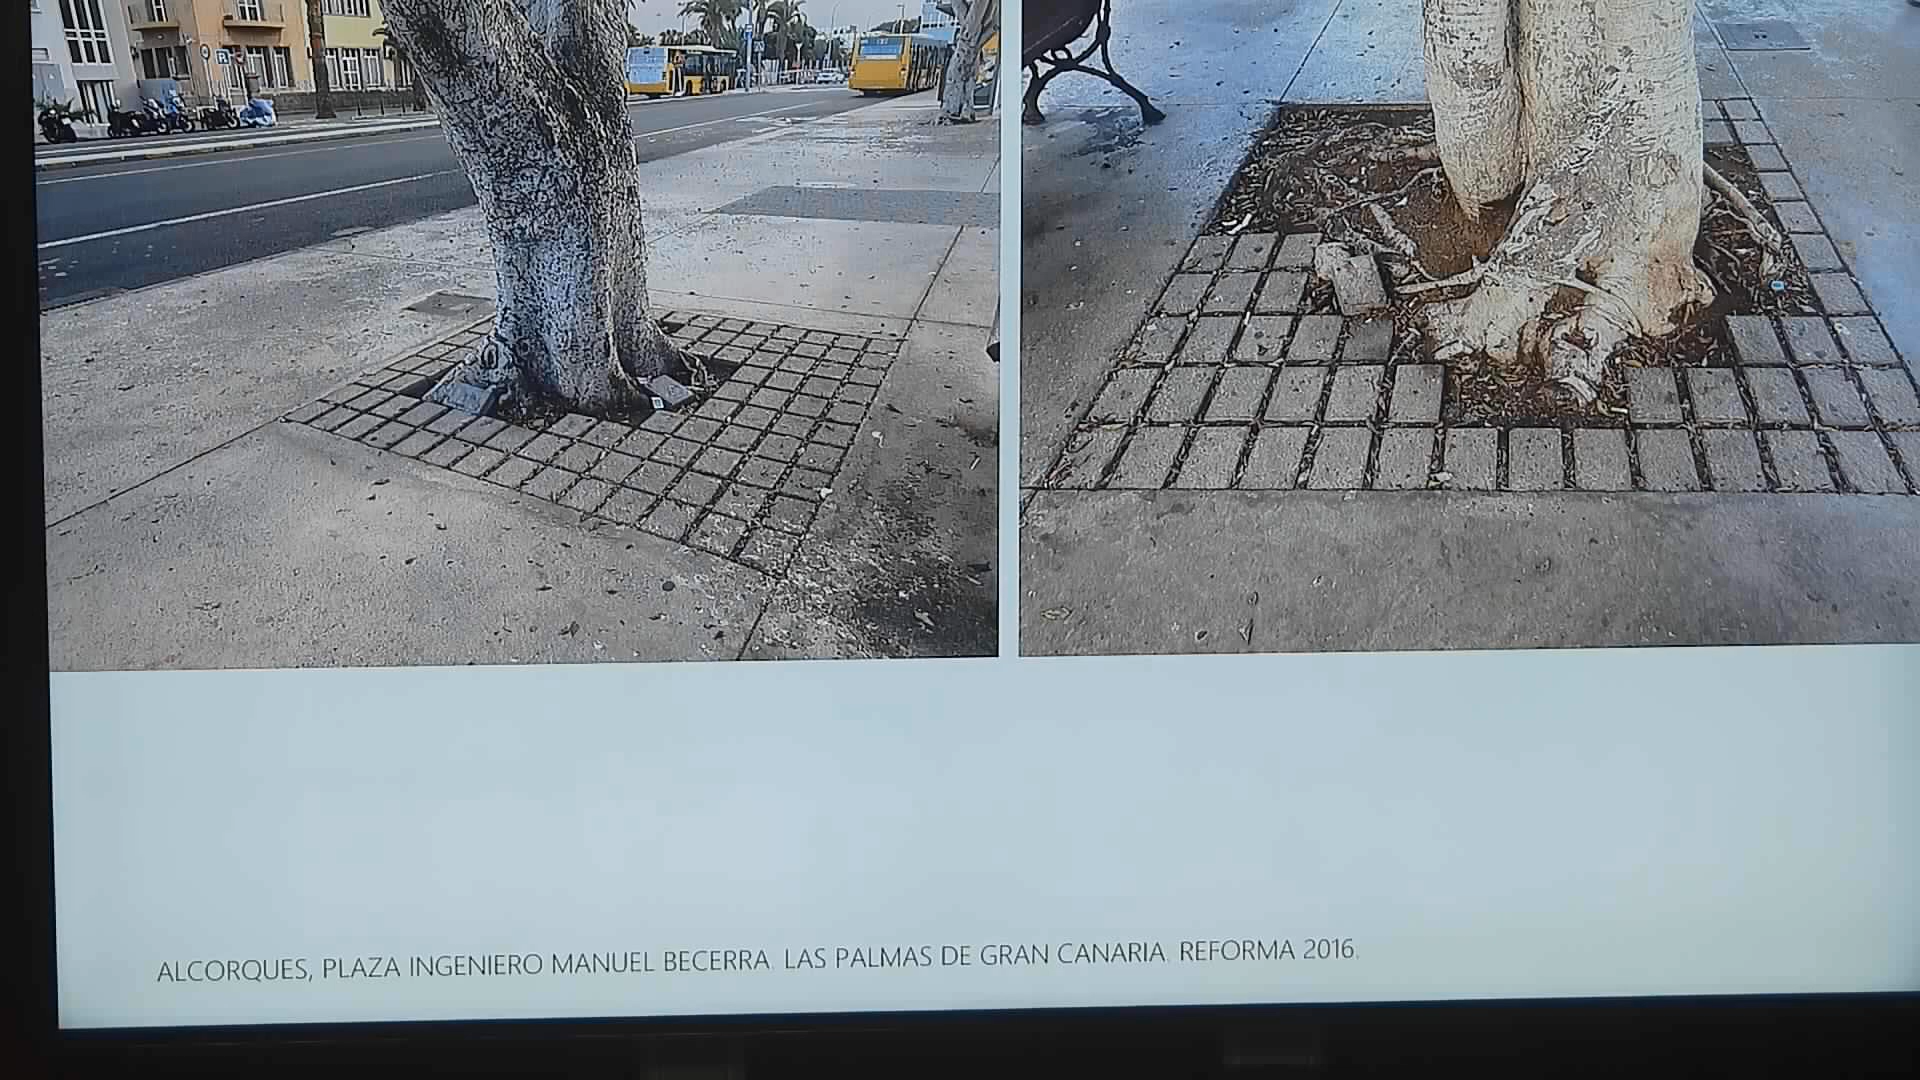 ALCORQUES, PLAZA INGENIERO MANUEL BECERRA. LAS PALMAS DE GRAN CANARIA. REFORMA 2016.